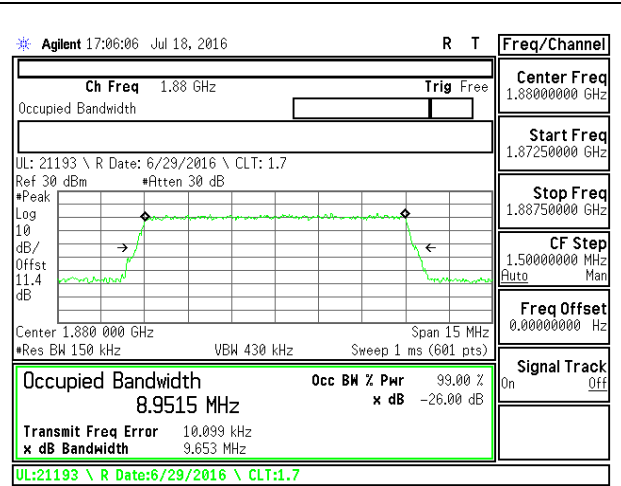 Agilent 17:06:06 Jul 18, 2016 R T
Freq/Channel
Ch Freq 1.88 GHz Trig Free
Occupied Bandwidth
Center Freq
1.88000000 GHz
Start Freq
1.87250000 GHz
Stop Freq
1.88750000 GHz
CF Step
1.50000000 MHz
Auto Man
Freq Offset
0.00000000 Hz
Signal Track
On Off
UL: 21193 \ R Date: 6/29/2016 \ CLT: 1.7
Ref 30 dBm #Atten 30 dB
#Peak
Log
10
dB/
Offst
11.4
dB
Center 1.880 000 GHz Span 15 MHz
#Res BW 150 kHz VBW 430 kHz Sweep 1 ms (601 pts)
Occupied Bandwidth Occ BW % Pwr 99.00 %
8.9515 MHz x dB -26.00 dB
Transmit Freq Error 10.099 kHz
x dB Bandwidth 9.653 MHz
UL:21193 \ R Date:6/29/2016 \ CLT:1.7